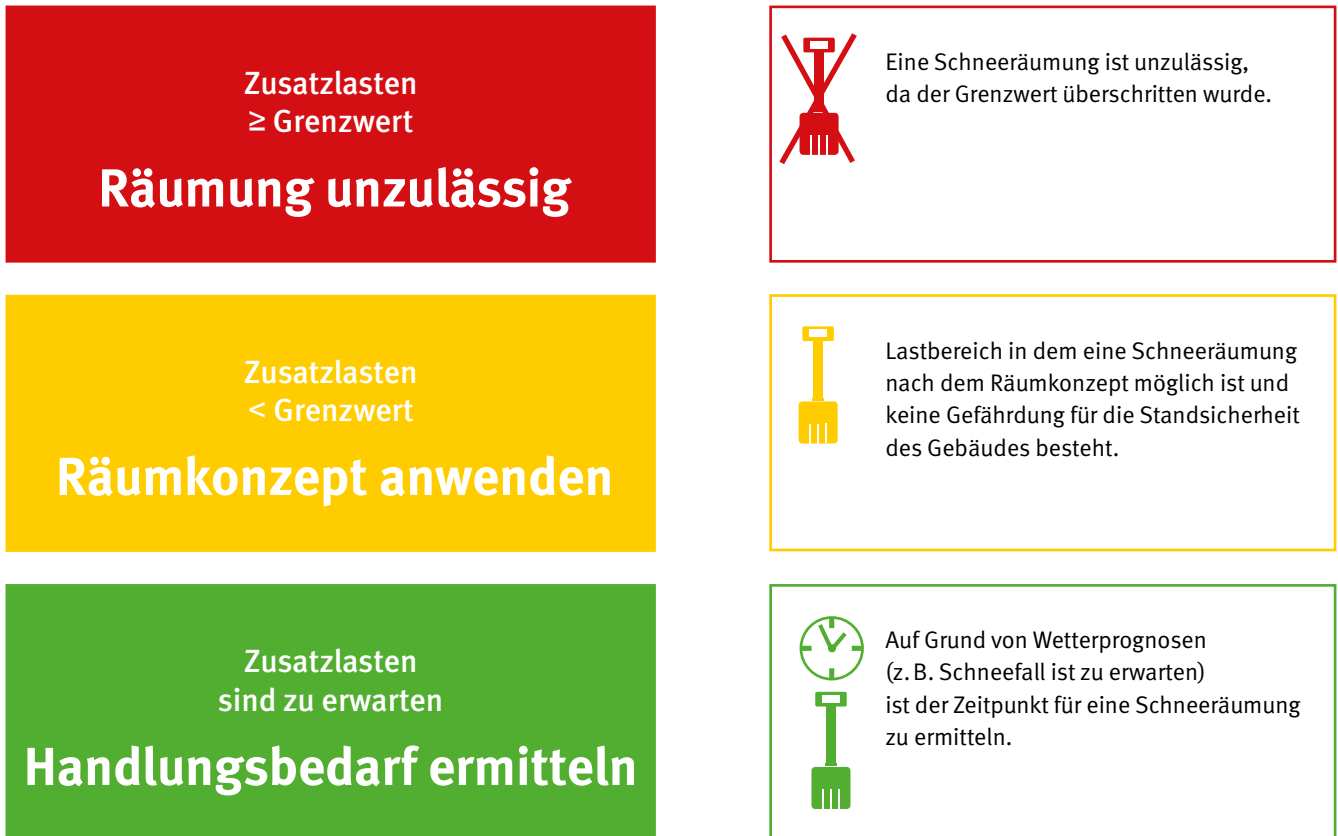 Zusatzlasten
≥ Grenzwert
Räumung unzulässig
Eine Schneeräumung ist unzulässig,
da der Grenzwert überschritten wurde.
Zusatzlasten
< Grenzwert
Räumkonzept anwenden
Lastbereich in dem eine Schneeräumung
nach dem Räumkonzept möglich ist und
keine Gefährdung für die Standsicherheit
des Gebäudes besteht.
Zusatzlasten
sind zu erwarten
Handlungsbedarf ermitteln
Auf Grund von Wetterprognosen
(z. B. Schneefall ist zu erwarten)
ist der Zeitpunkt für eine Schneeräumung
zu ermitteln.